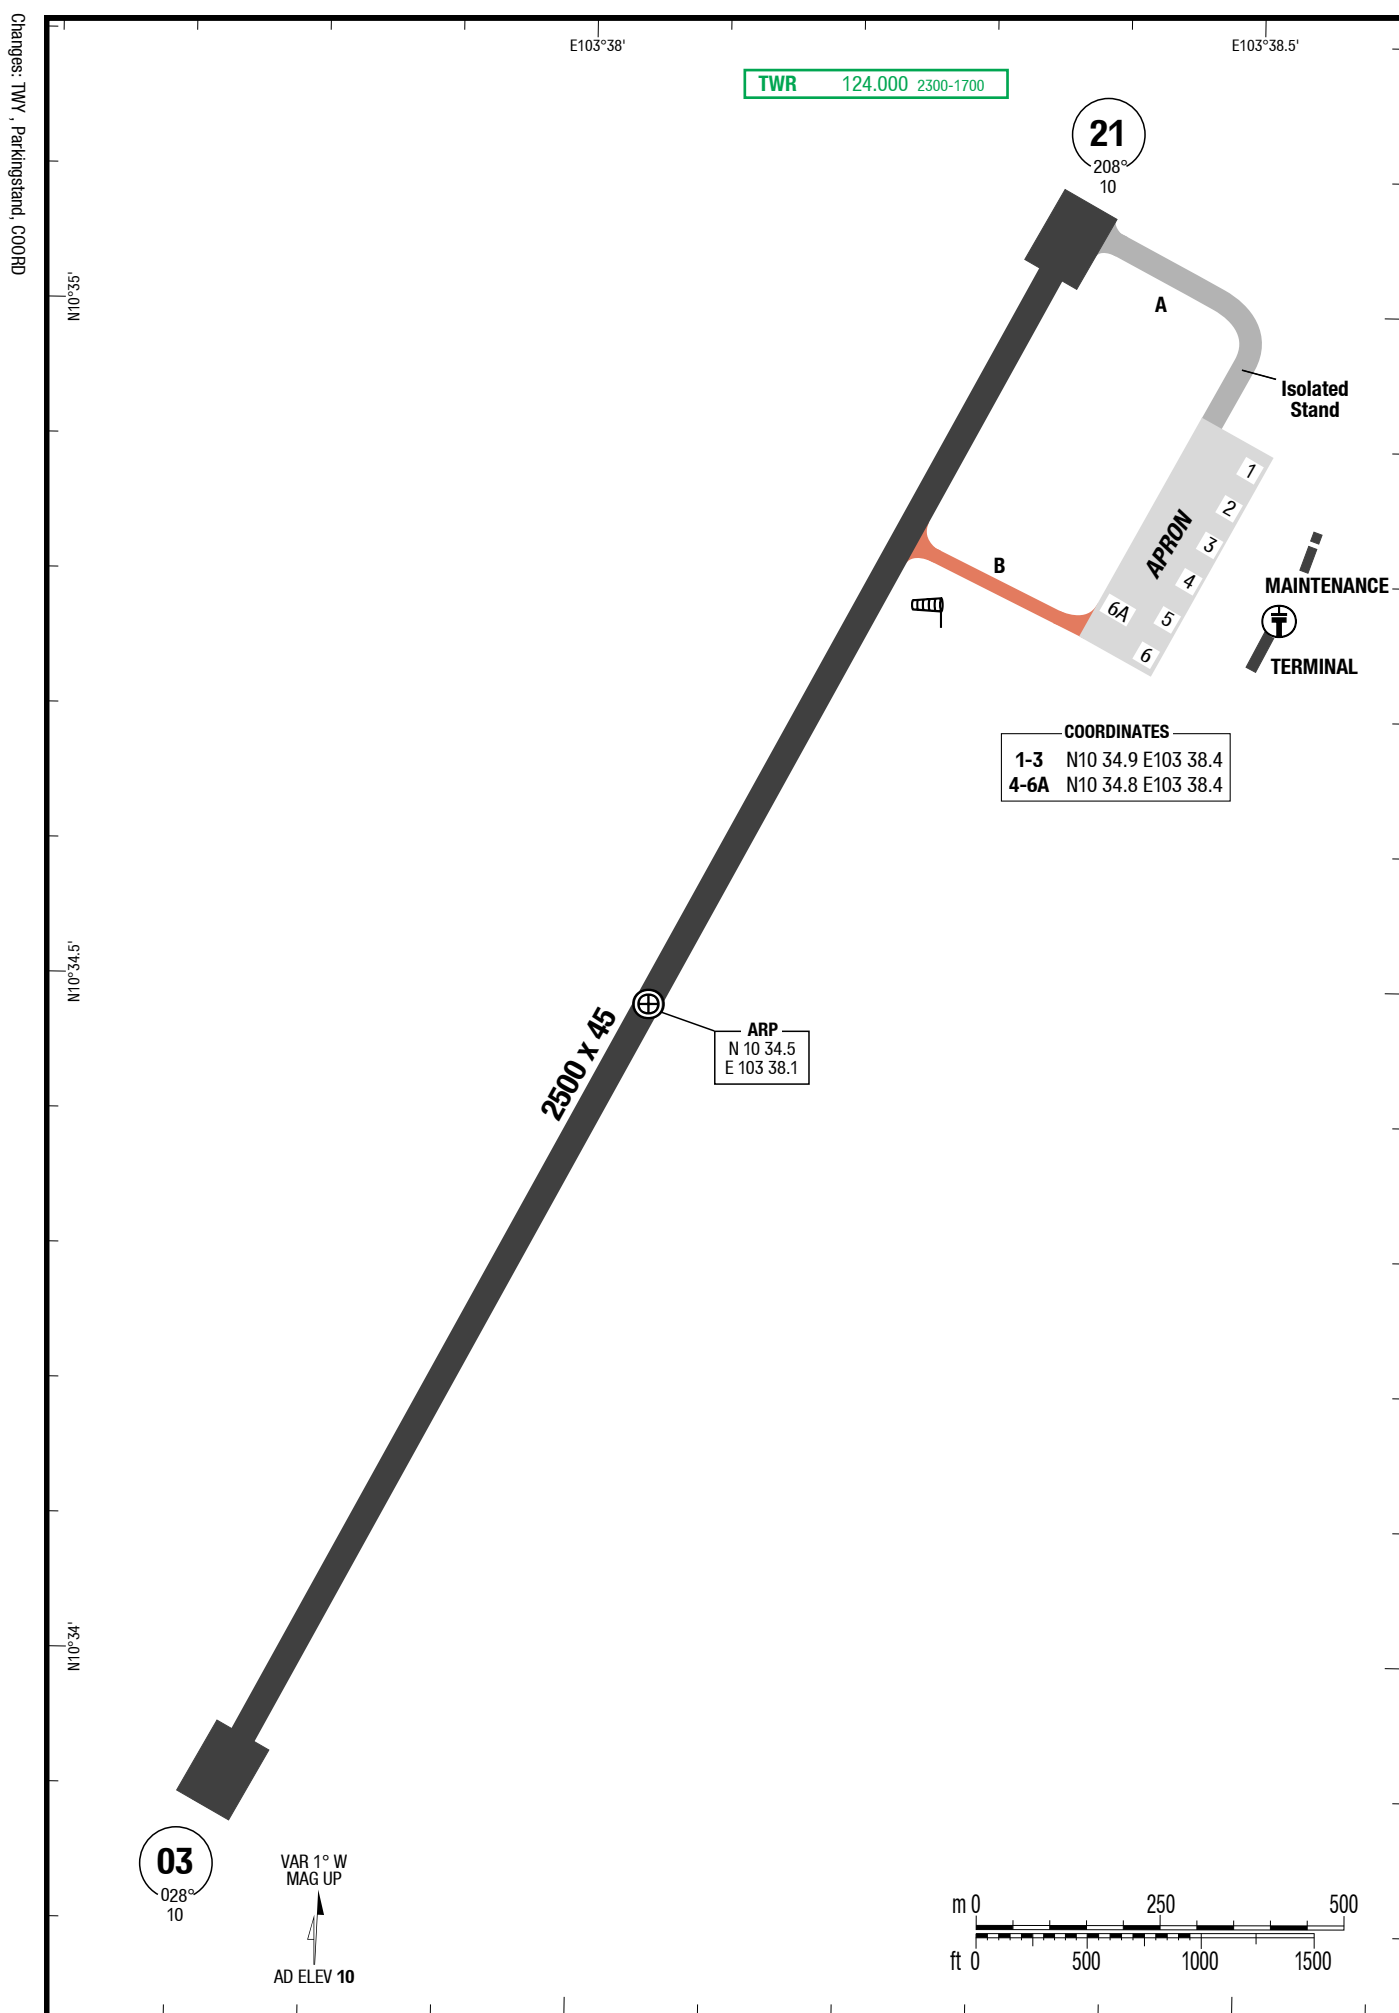 Changes: TWY , Parkingstand, COORD
E103°38'
E103°38.5'
TWR 124.000 2300-1700
21
208°
10
N10°35'
A
Isolated
Stand
1
2
3
4
5
6
6A
APRON
B
MAINTENANCE
TERMINAL
COORDINATES
1-3 N10 34.9 E103 38.4
4-6A N10 34.8 E103 38.4
N10°34.5'
2500 x 45
ARP
N 10 34.5
E 103 38.1
N10°34'
03
028°
10
VAR 1° W
MAG UP
AD ELEV 10
m 0 250 500
ft 0 500 1000 1500